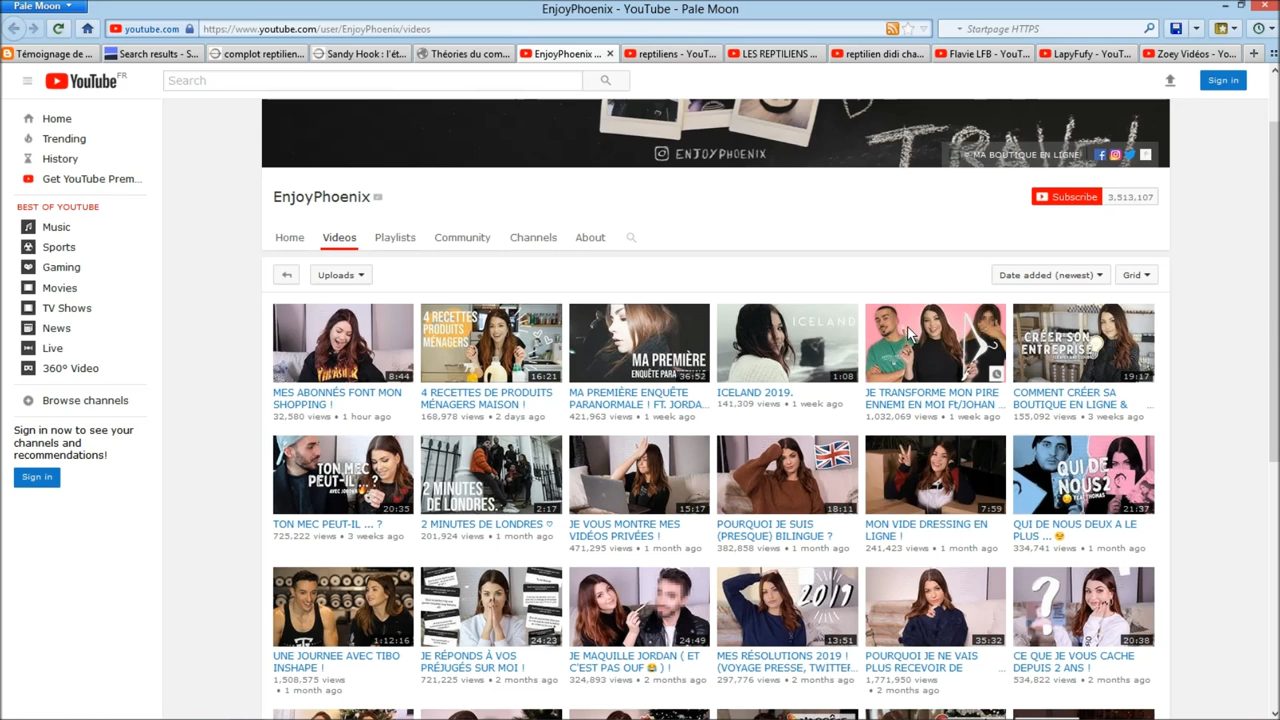 Pale Moon
EnjoyPhoenix - YouTube - Pale Moon
youtube.com
https://www.youtube.com/user/EnjoyPhoenix/videos
Startpage HTTPS
Témoignage de ...
Search results - S...
complot reptilien...
Sandy Hook : l'ét...
Théories du com...
EnjoyPhoenix ...
reptiliens - YouT...
LES REPTILIENS ...
reptilien didi cha...
Flavie LFB - YouT...
LapyFufy - YouTu...
Zoey Vidéos - Yo...
YouTube FR
Search
Sign in
Home
Trending
History
Get YouTube Prem...
BEST OF YOUTUBE
Music
Sports
Gaming
Movies
TV Shows
News
Live
360° Video
Browse channels
Sign in now to see your
channels and
recommendations!
Sign in
TRAVEL
ENJOYPHOENIX
MA BOUTIQUE EN LIGNE
EnjoyPhoenix
Subscribe 3,513,107
Home Videos Playlists Community Channels About
Uploads
Date added (newest)
Grid
8:44
MES ABONNÉS FONT MON
SHOPPING !
32,580 views • 1 hour ago
4 RECETTES
PRODUITS
MÉNAGERS
16:21
4 RECETTES DE PRODUITS
MÉNAGERS MAISON !
168,978 views • 2 days ago
MA PREMIÈRE
ENQUÊTE PARA
36:52
MA PREMIÈRE ENQUÊTE
PARANORMALE ! FT. JORDA...
421,963 views • 1 week ago
ICELAND
1:08
ICELAND 2019.
141,309 views • 1 week ago
JE TRANSFORME MON PIRE
ENNEMI EN MOI Ft/JOHAN ...
1,032,069 views • 1 week ago
CRÉER SON
ENTREPRISE
19:17
COMMENT CRÉER SA
BOUTIQUE EN LIGNE & ...
155,092 views • 3 weeks ago
TON MEC
PEUT-IL ... ?
AVEC JORDAN
20:35
TON MEC PEUT-IL ... ?
725,222 views • 3 weeks ago
2 MINUTES
DE LONDRES.
2:17
2 MINUTES DE LONDRES ♡
201,924 views • 1 month ago
15:17
JE VOUS MONTRE MES
VIDÉOS PRIVÉES !
471,295 views • 1 month ago
18:11
POURQUOI JE SUIS
(PRESQUE) BILINGUE ?
382,858 views • 1 month ago
7:59
MON VIDE DRESSING EN
LIGNE !
241,423 views • 1 month ago
QUI DE
NOUS2
21:37
QUI DE NOUS DEUX A LE
PLUS ... 😏
334,741 views • 1 month ago
1:12:16
UNE JOURNEE AVEC TIBO
INSHAPE !
1,508,575 views
• 1 month ago
24:23
JE RÉPONDS À VOS
PRÉJUGÉS SUR MOI !
721,225 views • 2 months ago
24:49
JE MAQUILLE JORDAN ( ET
C'EST PAS OUF 😂 ) !
324,893 views • 2 months ago
2019
13:51
MES RÉSOLUTIONS 2019 !
(VOYAGE PRESSE, TWITTER...
297,776 views • 2 months ago
35:32
POURQUOI JE NE VAIS
PLUS RECEVOIR DE ...
1,771,950 views
• 2 months ago
?
20:38
CE QUE JE VOUS CACHE
DEPUIS 2 ANS !
534,822 views • 2 months ago